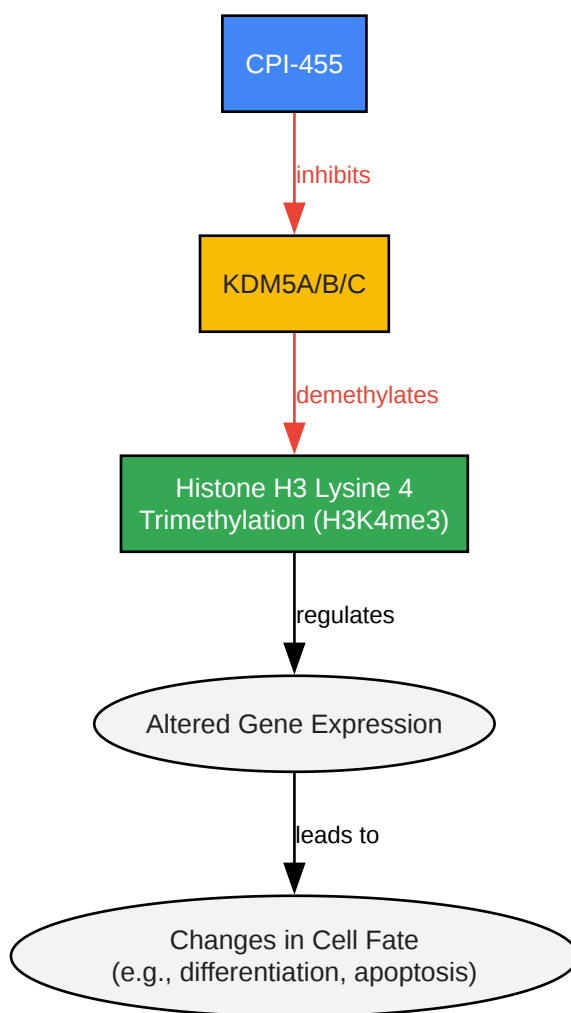 CPI-455
inhibits
KDM5A/B/C
demethylates
Histone H3 Lysine 4
Trimethylation (H3K4me3)
regulates
Altered Gene Expression
leads to
Changes in Cell Fate
(e.g., differentiation, apoptosis)